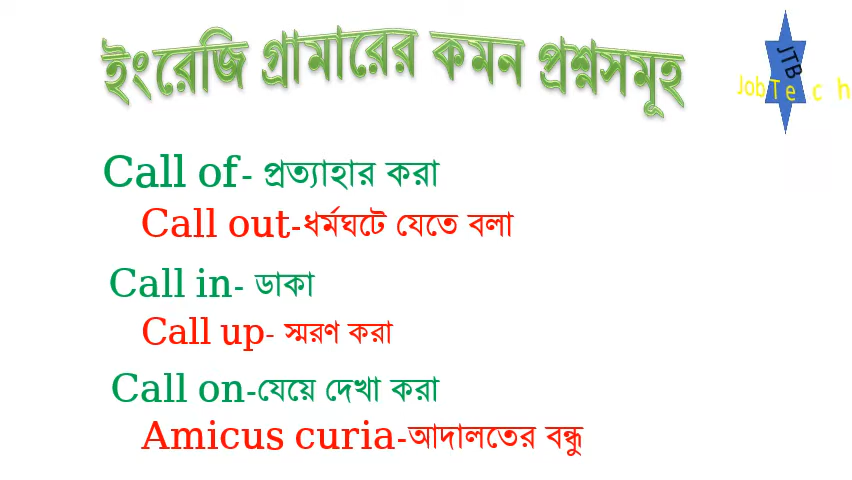 ইংরেজি গ্রামারের কমন প্রশ্নসমূহ
JTB
JobTech
Call of- প্রত্যাহার করা
Call out-ধর্মঘটে যেতে বলা
Call in- ডাকা
Call up- স্মরণ করা
Call on-যেয়ে দেখা করা
Amicus curia-আদালতের বন্ধু